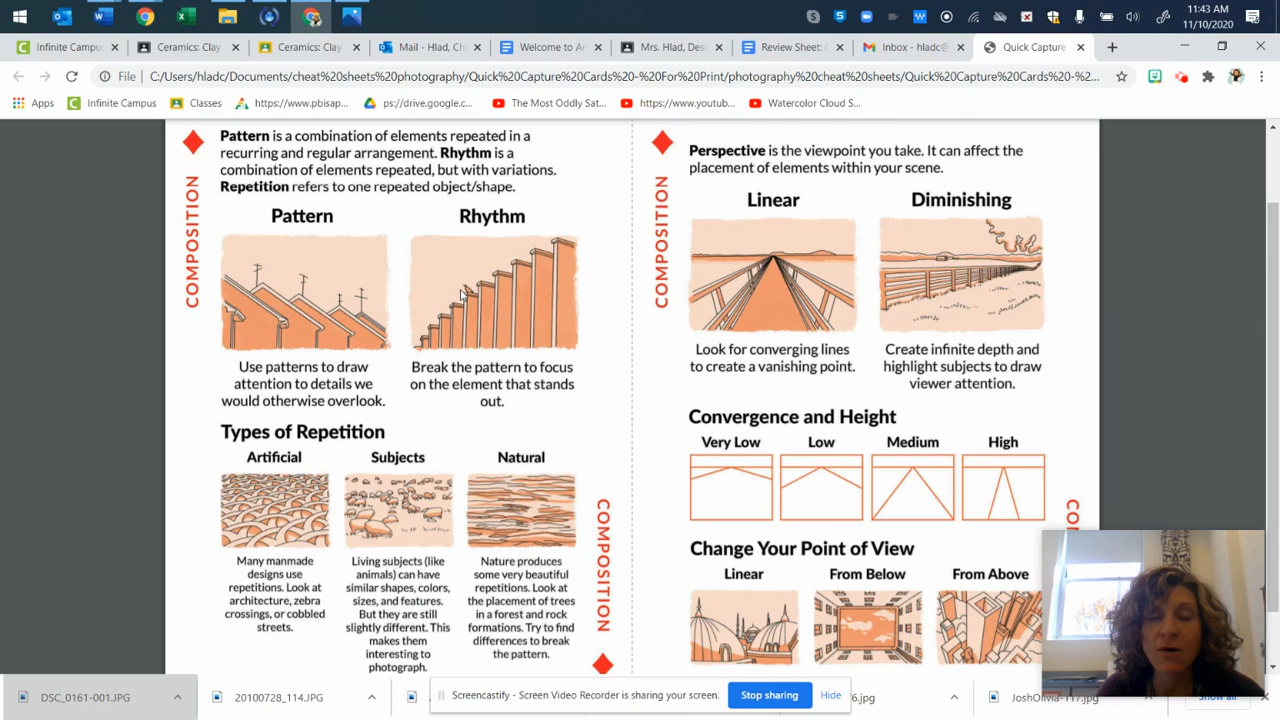 11:43 AM
11/10/2020
Infinite Campu
Ceramics: Clay
Ceramics: Clay
Mail - Hlad, Ch
Welcome to Ar
Mrs. Hlad, Desi
Review Sheet: C
Inbox - hladc@
Quick Capture
File
C:/Users/hladc/Documents/cheat%20sheets%20photography/Quick%20Capture%20Cards%20-%20For%20Print/photography%20cheat%20sheets/Quick%20Capture%20Cards%20-%2...
Apps
Infinite Campus
Classes
https://www.pbisap...
ps://drive.google.c...
The Most Oddly Sat...
https://www.youtub...
Watercolor Cloud S...
COMPOSITION
Pattern is a combination of elements repeated in a
recurring and regular arrangement. Rhythm is a
combination of elements repeated, but with variations.
Repetition refers to one repeated object/shape.
Pattern
Rhythm
Use patterns to draw
attention to details we
would otherwise overlook.
Break the pattern to focus
on the element that stands
out.
Types of Repetition
Artificial
Subjects
Natural
Many manmade
designs use
repetitions. Look at
architecture, zebra
crossings, or cobbled
streets.
Living subjects (like
animals) can have
similar shapes, colors,
sizes, and features.
But they are still
slightly different. This
makes them
interesting to
photograph.
Nature produces
some very beautiful
repetitions. Look at
the placement of trees
in a forest and rock
formations. Try to find
differences to break
the pattern.
COMPOSITION
COMPOSITION
Perspective is the viewpoint you take. It can affect the
placement of elements within your scene.
Linear
Diminishing
Look for converging lines
to create a vanishing point.
Create infinite depth and
highlight subjects to draw
viewer attention.
Convergence and Height
Very Low
Low
Medium
High
Change Your Point of View
Linear
From Below
From Above
DSC_0161-001.JPG
20100728_114.JPG
Screencastify - Screen Video Recorder is sharing your screen.
Stop sharing
Hide
6.jpg
JoshOlivia-117.jpg
Show all